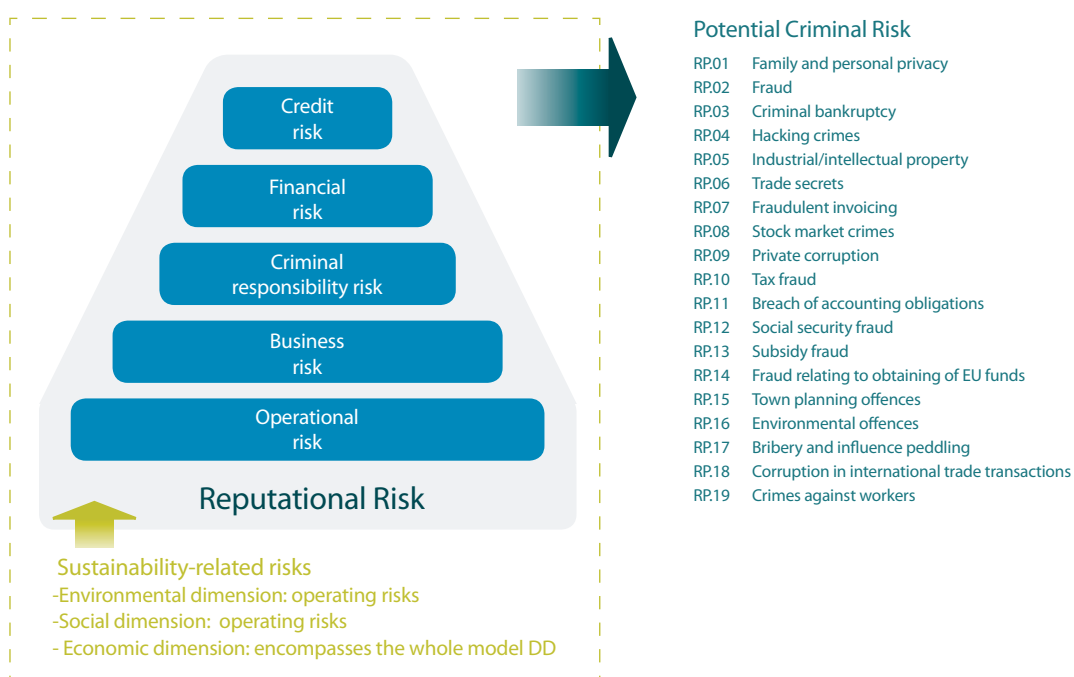 Credit
risk
Financial
risk
Criminal
responsibility risk
Business
risk
Operational
risk
Reputational Risk
Sustainability-related risks
-Environmental dimension: operating risks
-Social dimension: operating risks
- Economic dimension: encompasses the whole model DD
Potential Criminal Risk
RP.01 Family and personal privacy
RP.02 Fraud
RP.03 Criminal bankruptcy
RP.04 Hacking crimes
RP.05 Industrial/intellectual property
RP.06 Trade secrets
RP.07 Fraudulent invoicing
RP.08 Stock market crimes
RP.09 Private corruption
RP.10 Tax fraud
RP.11 Breach of accounting obligations
RP.12 Social security fraud
RP.13 Subsidy fraud
RP.14 Fraud relating to obtaining of EU funds
RP.15 Town planning offences
RP.16 Environmental offences
RP.17 Bribery and influence peddling
RP.18 Corruption in international trade transactions
RP.19 Crimes against workers